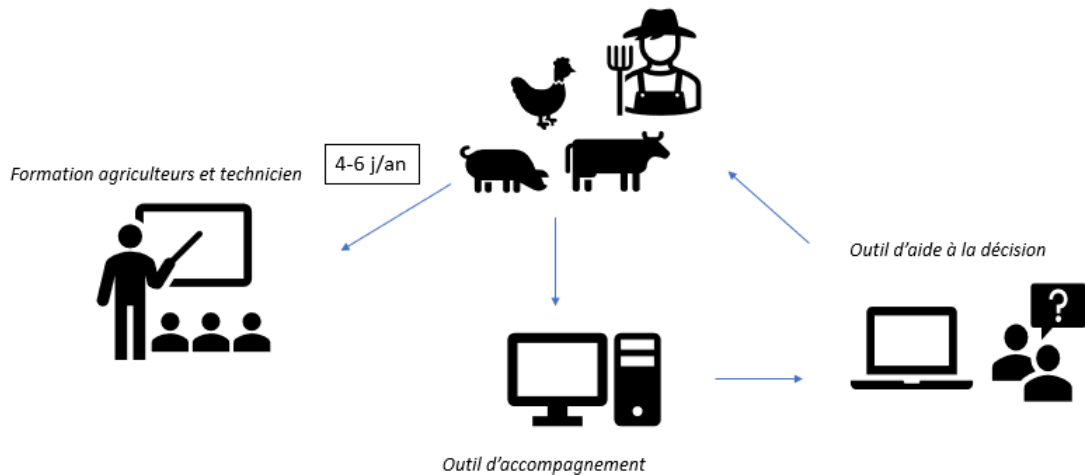 4-6 j/an
Formation agriculteurs et technicien
Outil d'aide à la décision
?
Outil d'accompagnement